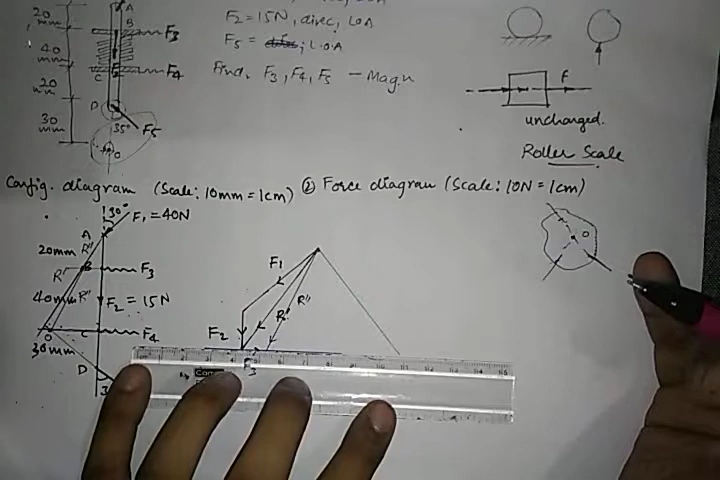 20 mm
A
B
F3
F2 = 15N, direc, LOA
F5 = ; L.O.A
40 mm
F2
C
F4
Find. F3, F4, F5 - Magn
20 mm
D
30 mm
35°
F5
O
F
unchanged.
Roller Scale
Config. diagram (Scale: 10mm = 1cm)
② Force diagram (Scale: 10N = 1cm)
30°
F1 = 40N
A
20mm
R"
R'
B
F3
40mm
R"
F2 = 15N
O
C
F4
30mm
D
3
F1
R"
R'
F2
F3
O